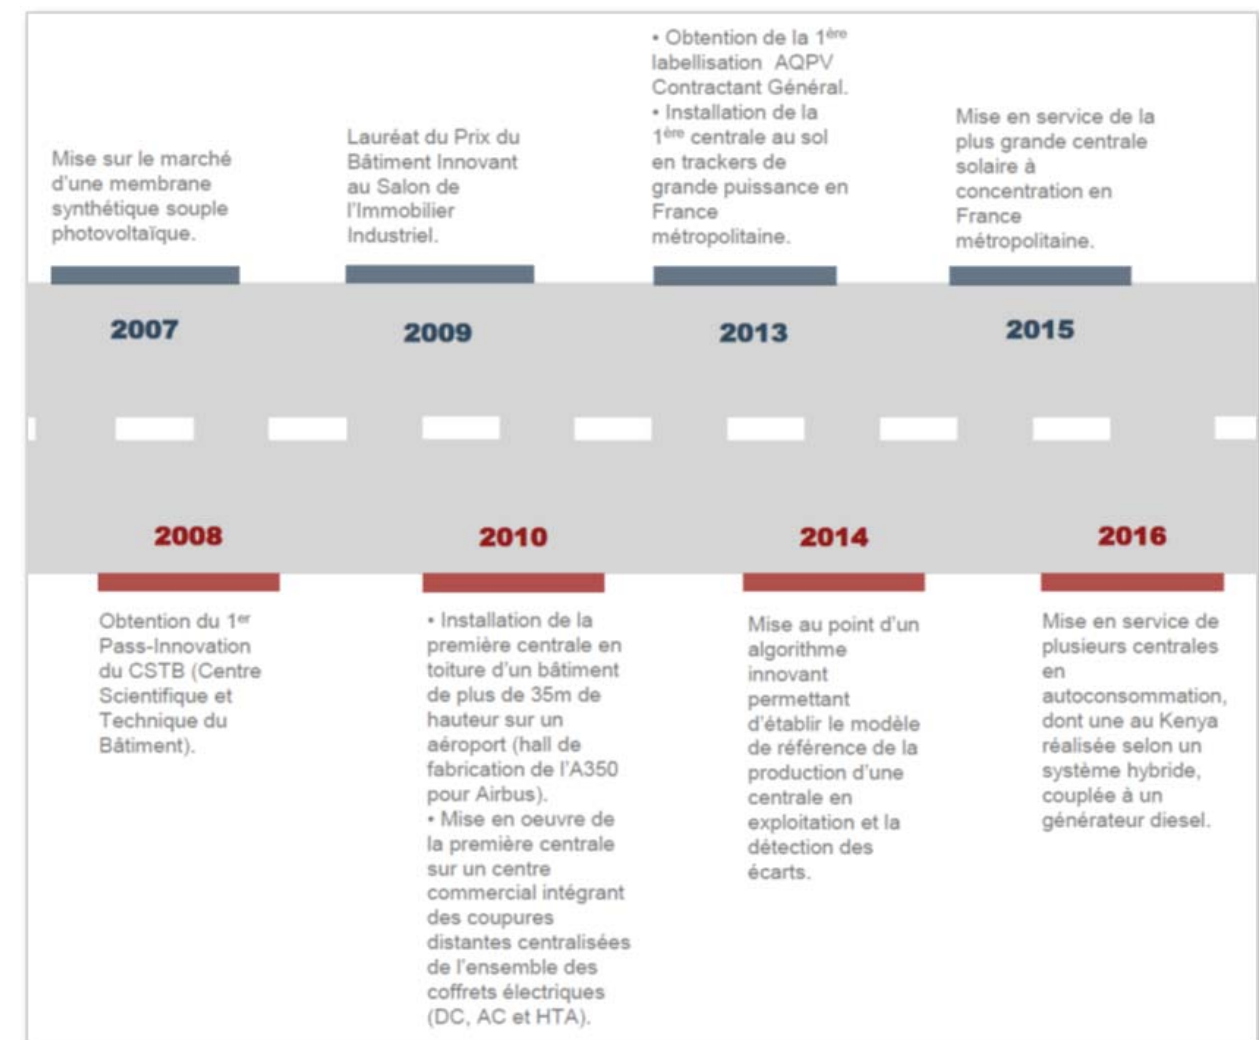 Mise sur le marché
d'une membrane
synthétique souple
photovoltaïque.
2007
Lauréat du Prix du
Bâtiment Innovant
au Salon de
l'Immobilier
Industriel.
2009
• Obtention de la 1ère
labellisation AQPV
Contractant Général.
• Installation de la
1ère centrale au sol
en trackers de
grande puissance en
France
métropolitaine.
2013
Mise en service de la
plus grande centrale
solaire à
concentration en
France
métropolitaine.
2015
2008
Obtention du 1er
Pass-Innovation
du CSTB (Centre
Scientifique et
Technique du
Bâtiment).
2010
• Installation de la
première centrale en
toiture d'un bâtiment
de plus de 35m de
hauteur sur un
aéroport (hall de
fabrication de l'A350
pour Airbus).
• Mise en oeuvre de
la première centrale
sur un centre
commercial intégrant
des coupures
distantes centralisées
de l'ensemble des
coffrets électriques
(DC, AC et HTA).
2014
Mise au point d'un
algorithme
innovant
permettant
d'établir le modèle
de référence de la
production d'une
centrale en
exploitation et la
détection des
écarts.
2016
Mise en service de
plusieurs centrales
en
autoconsommation,
dont une au Kenya
réalisée selon un
système hybride,
couplée à un
générateur diesel.